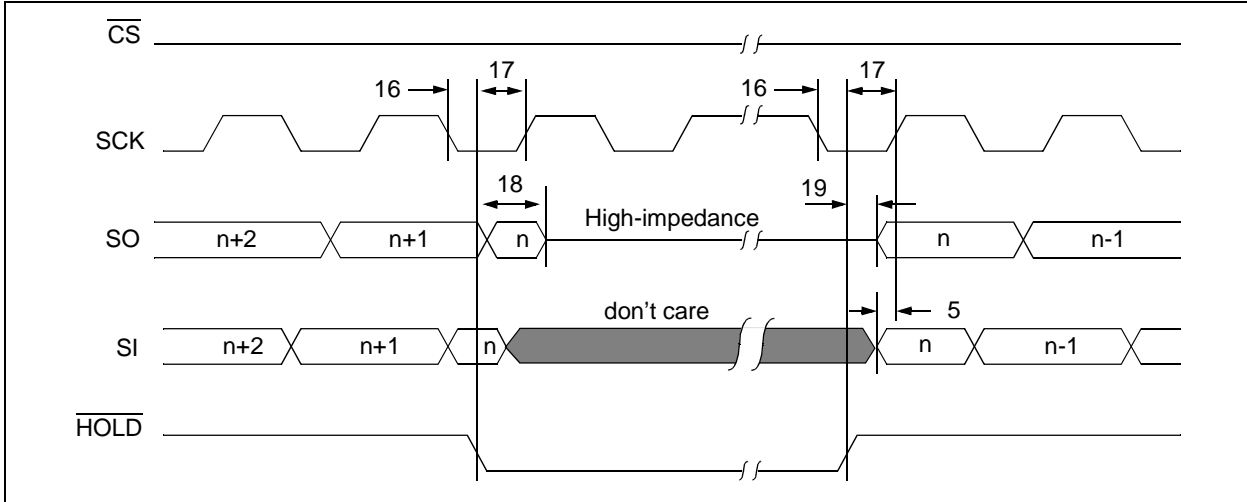 CS
16
17
16
17
SCK
18
19
SO
n+2
n+1
n
High-impedance
n
n-1
don't care
5
SI
n+2
n+1
n
n
n-1
HOLD